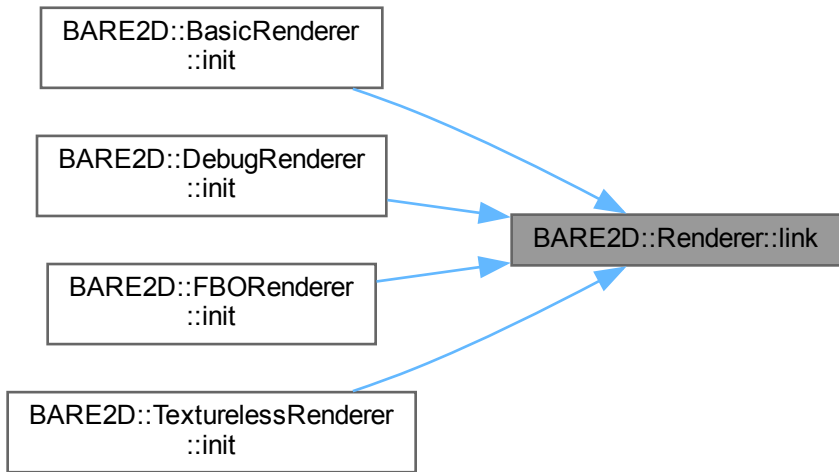 BARE2D::BasicRenderer
::init
BARE2D::DebugRenderer
::init
BARE2D::Renderer::link
BARE2D::FBORenderer
::init
BARE2D::TexturelessRenderer
::init